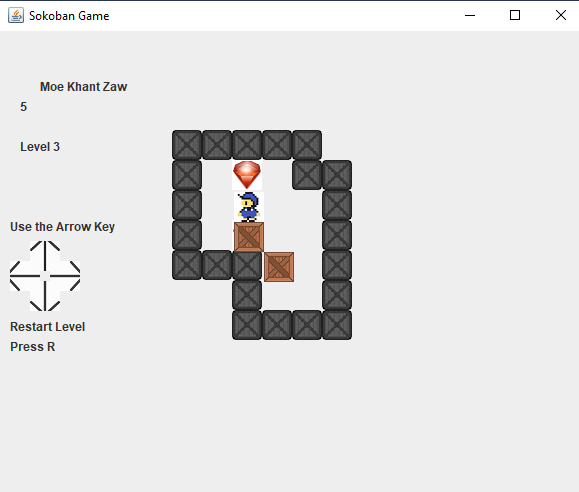 Sokoban Game
Moe Khant Zaw
5
Level 3
Use the Arrow Key
Restart Level
Press R